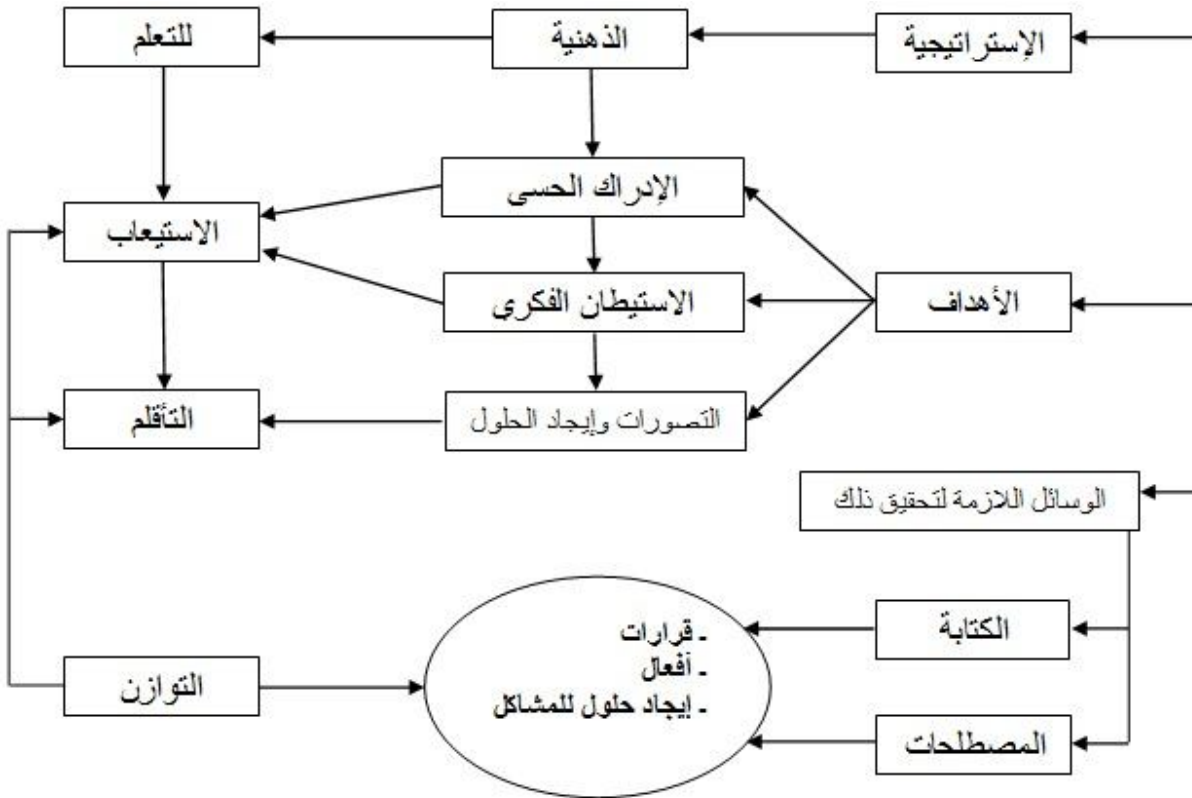 الإستراتيجية
الذهنية
للتعلم
الإدراك الحسى
الاستيعاب
الاستيطان الفكري
الأهداف
التصورات وإيجاد الحلول
التأقلم
الوسائل اللازمة لتحقيق ذلك
الكتابة
ـ قرارات
ـ أفعال
ـ إيجاد حلول للمشاكل
التوازن
المصطلحات